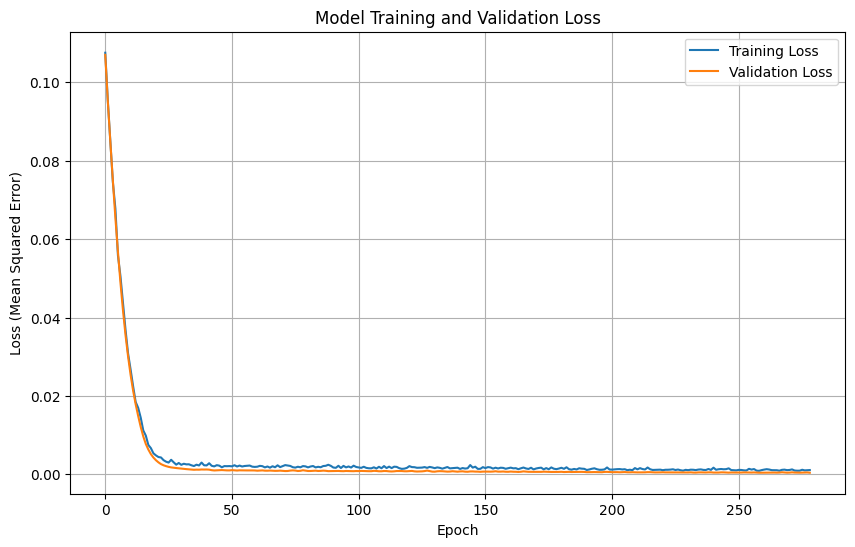 Model Training and Validation Loss
Training Loss
Validation Loss
Loss (Mean Squared Error)
0.10
0.08
0.06
0.04
0.02
0.00
0
50
100
150
200
250
Epoch